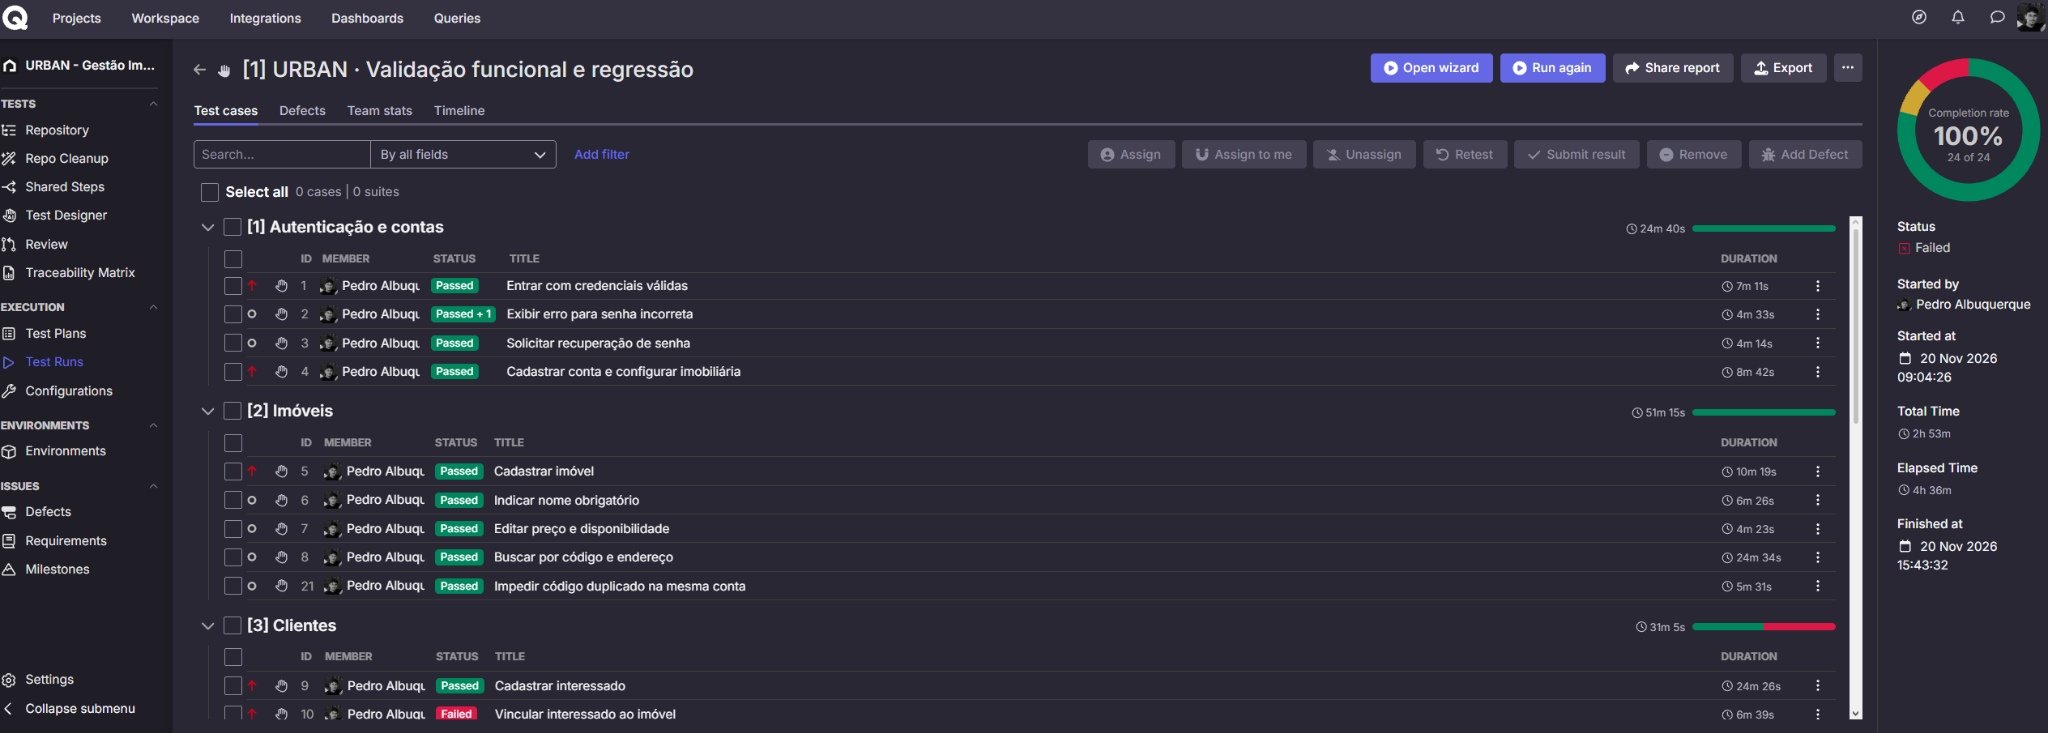 Projects Workspace Integrations Dashboards Queries
URBAN - Gestão Im...
TESTS
Repository
Repo Cleanup
Shared Steps
Test Designer
Review
Traceability Matrix
EXECUTION
Test Plans
Test Runs
Configurations
ENVIRONMENTS
Environments
ISSUES
Defects
Requirements
Milestones
Settings
Collapse submenu
[1] URBAN · Validação funcional e regressão
Open wizard Run again Share report Export
Test cases Defects Team stats Timeline
Search... By all fields Add filter
Assign Assign to me Unassign Retest Submit result Remove Add Defect
Select all 0 cases | 0 suites
[1] Autenticação e contas 24m 40s
ID MEMBER STATUS TITLE DURATION
1 Pedro Albuqu Passed Entrar com credenciais válidas 7m 11s
2 Pedro Albuqu Passed + 1 Exibir erro para senha incorreta 4m 33s
3 Pedro Albuqu Passed Solicitar recuperação de senha 4m 14s
4 Pedro Albuqu Passed Cadastrar conta e configurar imobiliária 8m 42s
[2] Imóveis 51m 15s
ID MEMBER STATUS TITLE DURATION
5 Pedro Albuqu Passed Cadastrar imóvel 10m 19s
6 Pedro Albuqu Passed Indicar nome obrigatório 6m 26s
7 Pedro Albuqu Passed Editar preço e disponibilidade 4m 23s
8 Pedro Albuqu Passed Buscar por código e endereço 24m 34s
21 Pedro Albuqu Passed Impedir código duplicado na mesma conta 5m 31s
[3] Clientes 31m 5s
ID MEMBER STATUS TITLE DURATION
9 Pedro Albuqu Passed Cadastrar interessado 24m 26s
10 Pedro Albuqu Failed Vincular interessado ao imóvel 6m 39s
Completion rate
100%
24 of 24
Status
Failed
Started by
Pedro Albuquerque
Started at
20 Nov 2026
09:04:26
Total Time
2h 53m
Elapsed Time
4h 36m
Finished at
20 Nov 2026
15:43:32